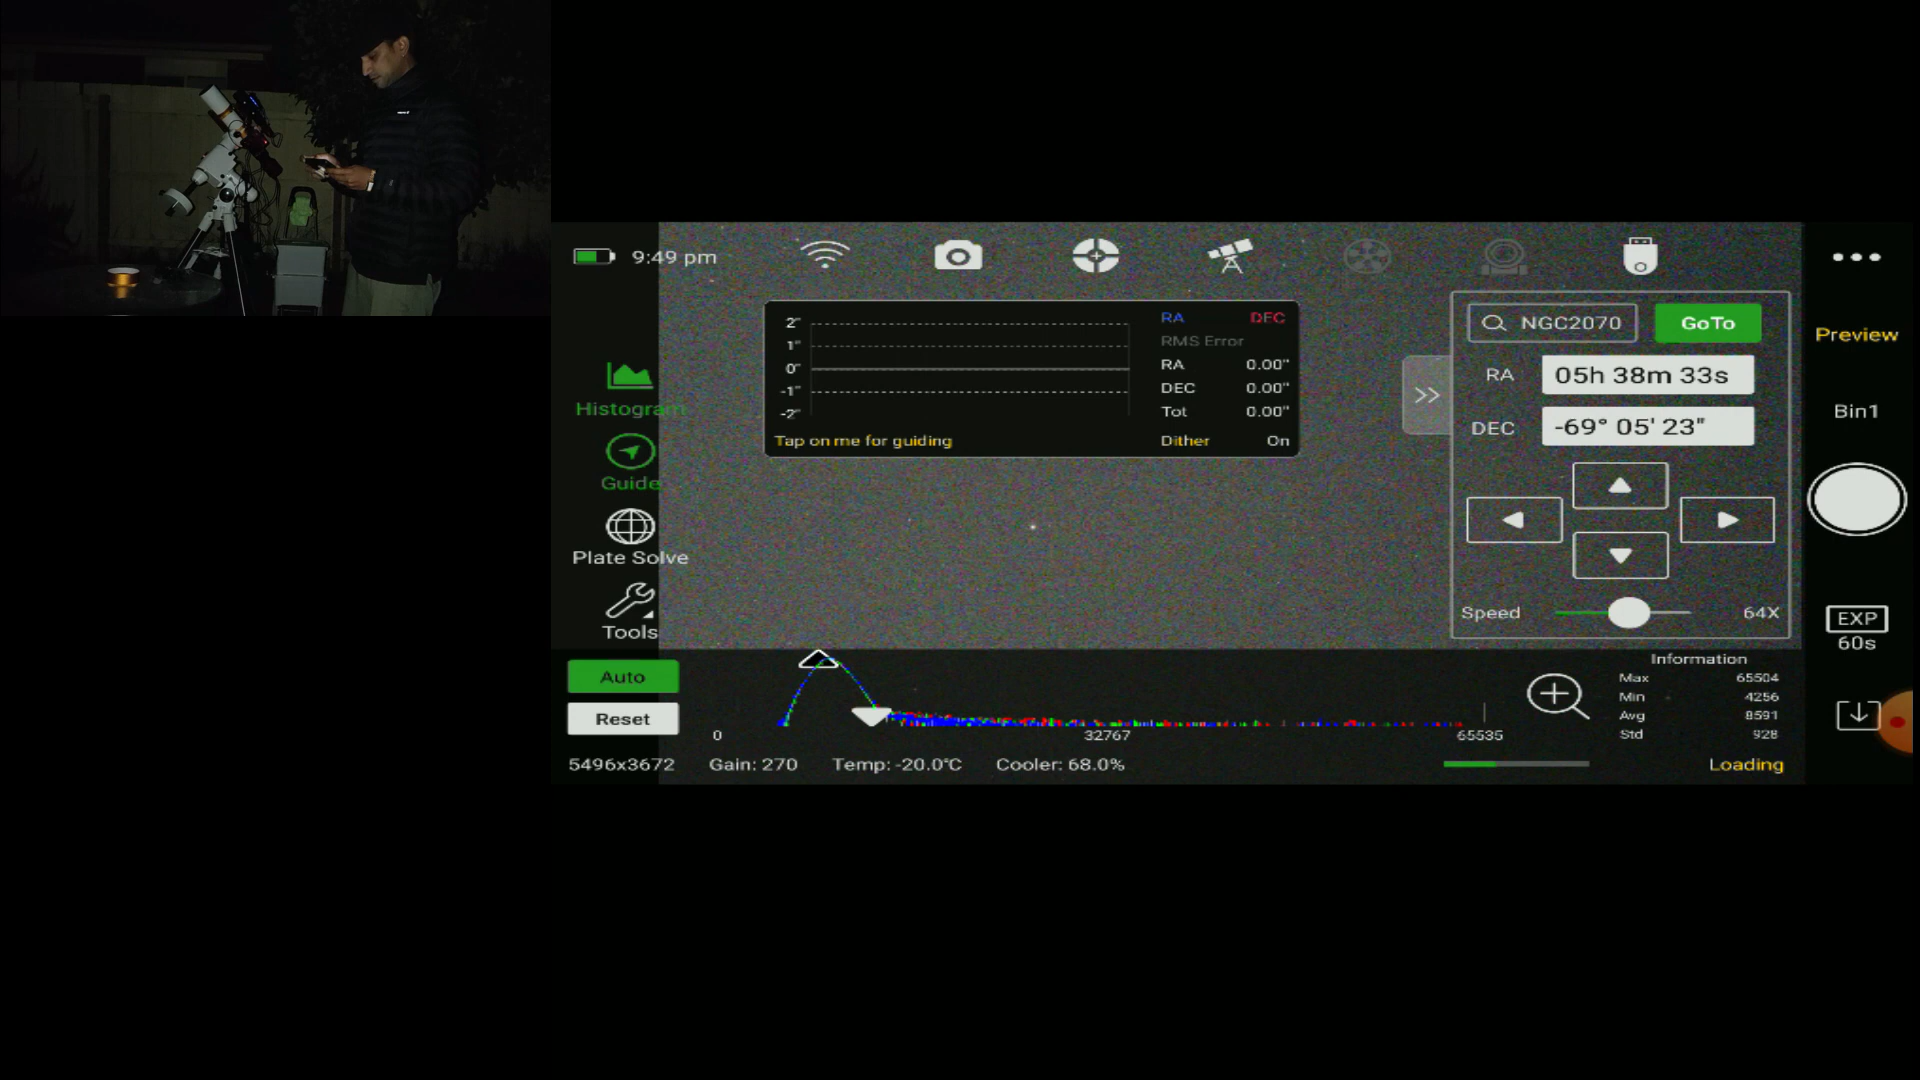 9:49 pm
2"
1"
0"
-1"
-2"
RA DEC
RMS Error
RA 0.00"
DEC 0.00"
Tot 0.00"
Tap on me for guiding
Dither On
NGC2070
GoTo
RA 05h 38m 33s
DEC -69° 05' 23"
Speed 64X
Preview
Bin1
EXP
60s
Histogram
Guide
Plate Solve
Tools
Auto
Reset
0 32767 65535
Information
Max 65504
Min 4256
Avg 8591
Std 928
5496x3672 Gain: 270 Temp: -20.0℃ Cooler: 68.0%
Loading